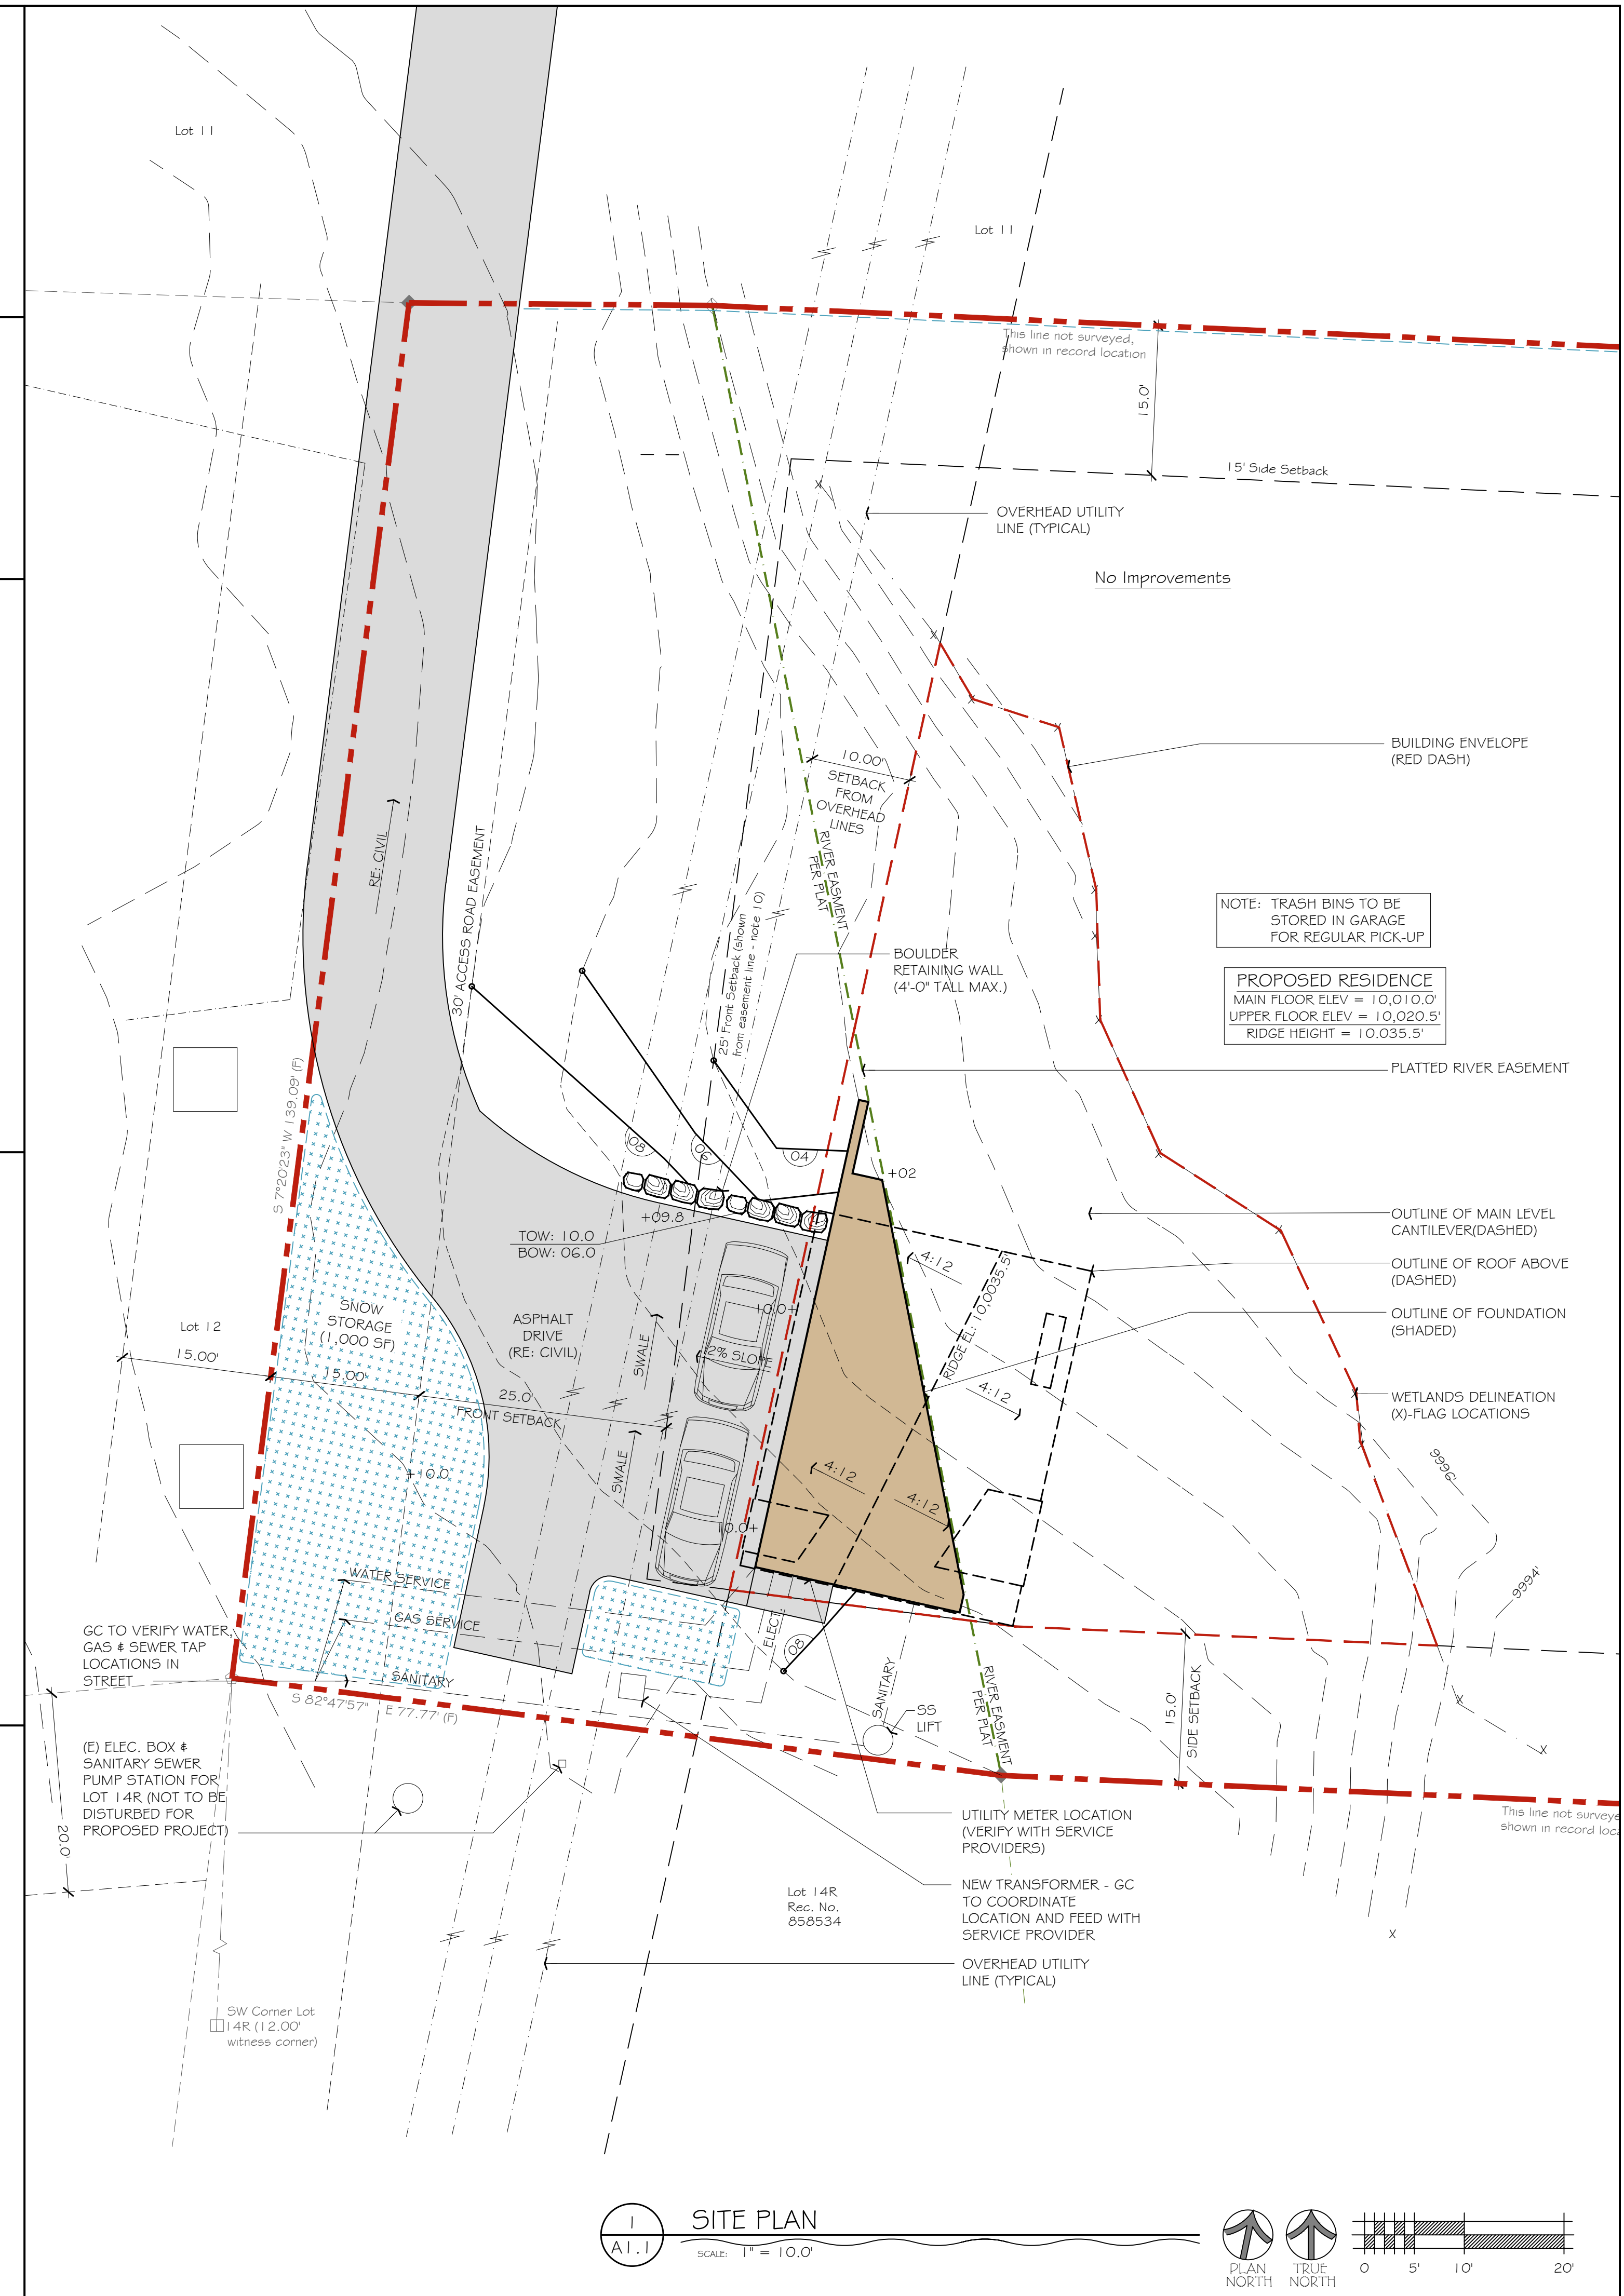 Lot 11
Lot 11
This line not surveyed,
shown in record location
15.0'
15' Side Setback
OVERHEAD UTILITY
LINE (TYPICAL)
No Improvements
10.00'
SETBACK
FROM
OVERHEAD
LINES
BUILDING ENVELOPE
(RED DASH)
RE: CIVIL
30' ACCESS ROAD EASEMENT
RIVER EASMENT
PER PLAT
25' Front Setback (shown
from easement line - note 10)
NOTE: TRASH BINS TO BE
STORED IN GARAGE
FOR REGULAR PICK-UP
BOULDER
RETAINING WALL
(4'-0" TALL MAX.)
PROPOSED RESIDENCE
MAIN FLOOR ELEV = 10,010.0'
UPPER FLOOR ELEV = 10,020.5'
RIDGE HEIGHT = 10.035.5'
PLATTED RIVER EASEMENT
S 7°20'23" W 139.09' (F)
08
06
04
+02
+09.8
TOW: 10.0
BOW: 06.0
OUTLINE OF MAIN LEVEL
CANTILEVER(DASHED)
OUTLINE OF ROOF ABOVE
(DASHED)
OUTLINE OF FOUNDATION
(SHADED)
4:12
RIDGE EL: 10,0035.5'
SNOW
STORAGE
(1,000 SF)
Lot 12
ASPHALT
DRIVE
(RE: CIVIL)
10.0+
SWALE
2% SLOPE
15.00'
15.00'
25.0'
FRONT SETBACK
4:12
WETLANDS DELINEATION
(X)-FLAG LOCATIONS
+10.0
SWALE
4:12
4:12
9996'
10.0+
9994'
WATER SERVICE
GAS SERVICE
SANITARY
GC TO VERIFY WATER,
GAS & SEWER TAP
LOCATIONS IN
STREET
ELECT.
08
SANITARY
SS
LIFT
RIVER EASMENT
PER PLAT
15.0'
SIDE SETBACK
S 82°47'57" E 77.77' (F)
(E) ELEC. BOX &
SANITARY SEWER
PUMP STATION FOR
LOT 14R (NOT TO BE
DISTURBED FOR
PROPOSED PROJECT)
20.0'
UTILITY METER LOCATION
(VERIFY WITH SERVICE
PROVIDERS)
This line not surveye
shown in record loca
Lot 14R
Rec. No.
858534
NEW TRANSFORMER - GC
TO COORDINATE
LOCATION AND FEED WITH
SERVICE PROVIDER
OVERHEAD UTILITY
LINE (TYPICAL)
SW Corner Lot
14R (12.00'
witness corner)
1
A1.1
SITE PLAN
SCALE: 1" = 10.0'
PLAN
NORTH
TRUE
NORTH
0 5' 10' 20'